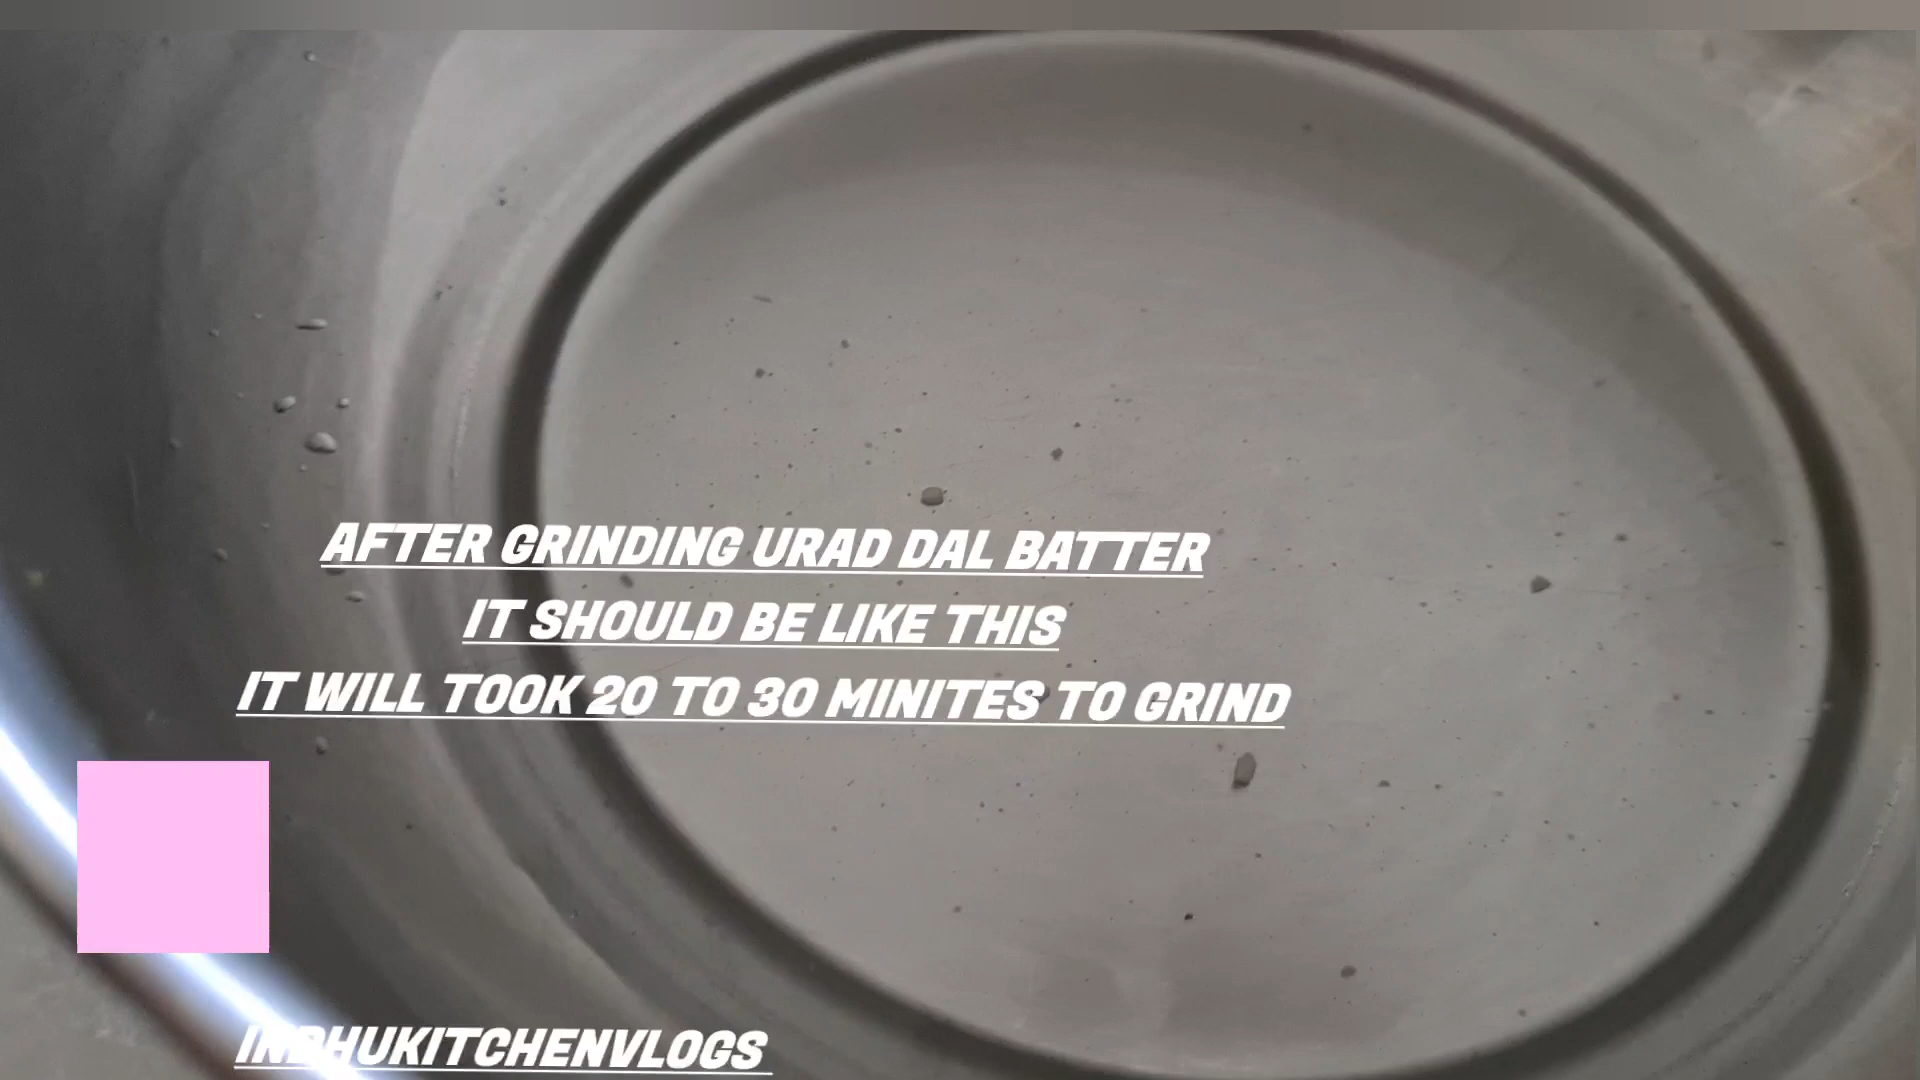 AFTER GRINDING URAD DAL BATTER
IT SHOULD BE LIKE THIS
IT WILL TOOK 20 TO 30 MINITES TO GRIND
INDHUKITCHENVLOGS